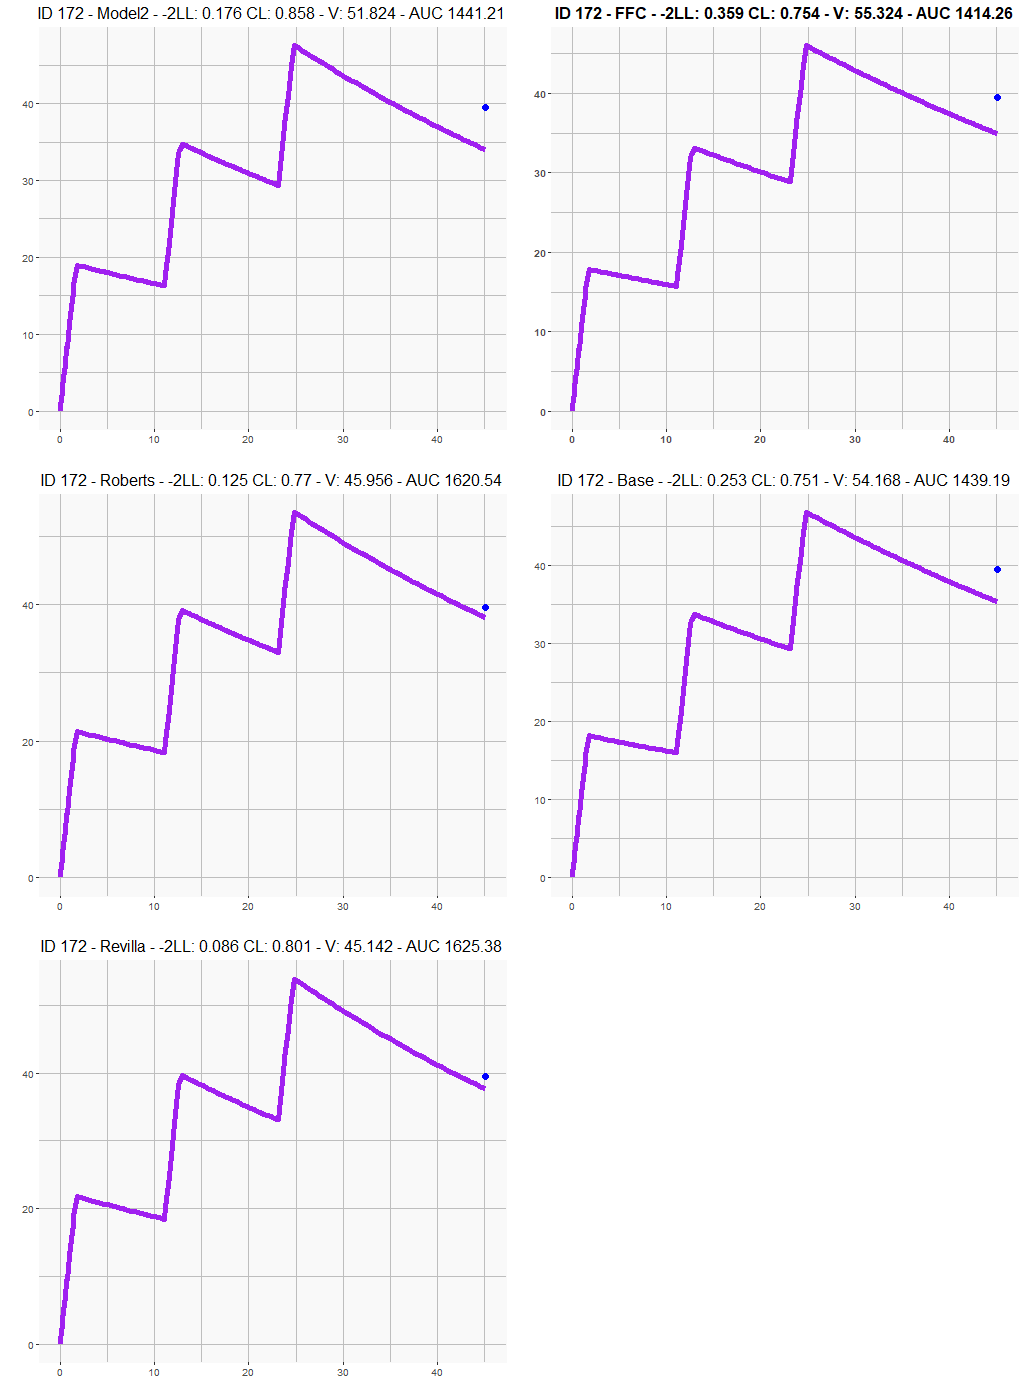 ID 172 - Model2 - -2LL: 0.176 CL: 0.858 - V: 51.824 - AUC 1441.21
40
30
20
10
0
0 10 20 30 40
ID 172 - FFC - -2LL: 0.359 CL: 0.754 - V: 55.324 - AUC 1414.26
40
30
20
10
0
0 10 20 30 40
ID 172 - Roberts - -2LL: 0.125 CL: 0.77 - V: 45.956 - AUC 1620.54
40
20
0
0 10 20 30 40
ID 172 - Base - -2LL: 0.253 CL: 0.751 - V: 54.168 - AUC 1439.19
40
30
20
10
0
0 10 20 30 40
ID 172 - Revilla - -2LL: 0.086 CL: 0.801 - V: 45.142 - AUC 1625.38
40
20
0
0 10 20 30 40